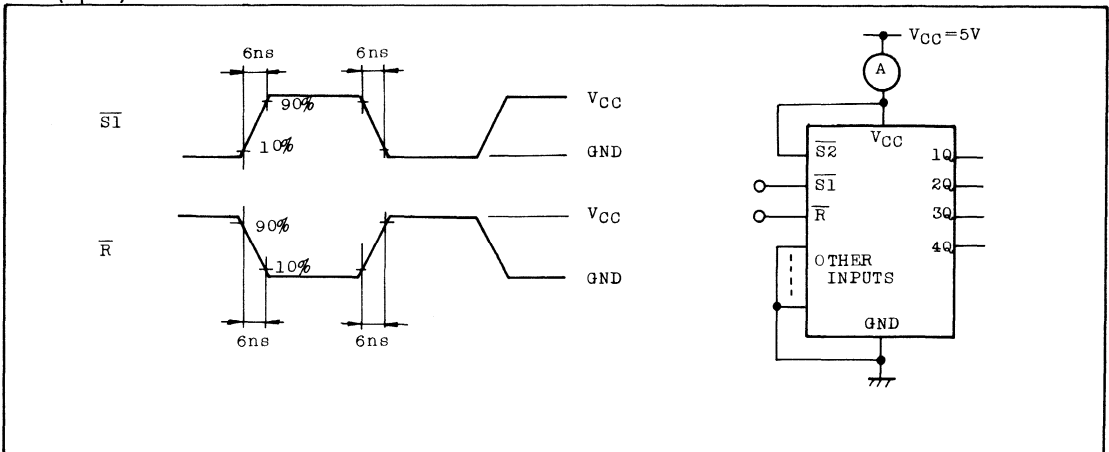 6ns 6ns
S1
90%
10%
VCC
GND
R
90%
10%
VCC
GND
6ns 6ns
VCC=5V
A
VCC
S2
S1
R
OTHER
INPUTS
GND
1Q
2Q
3Q
4Q